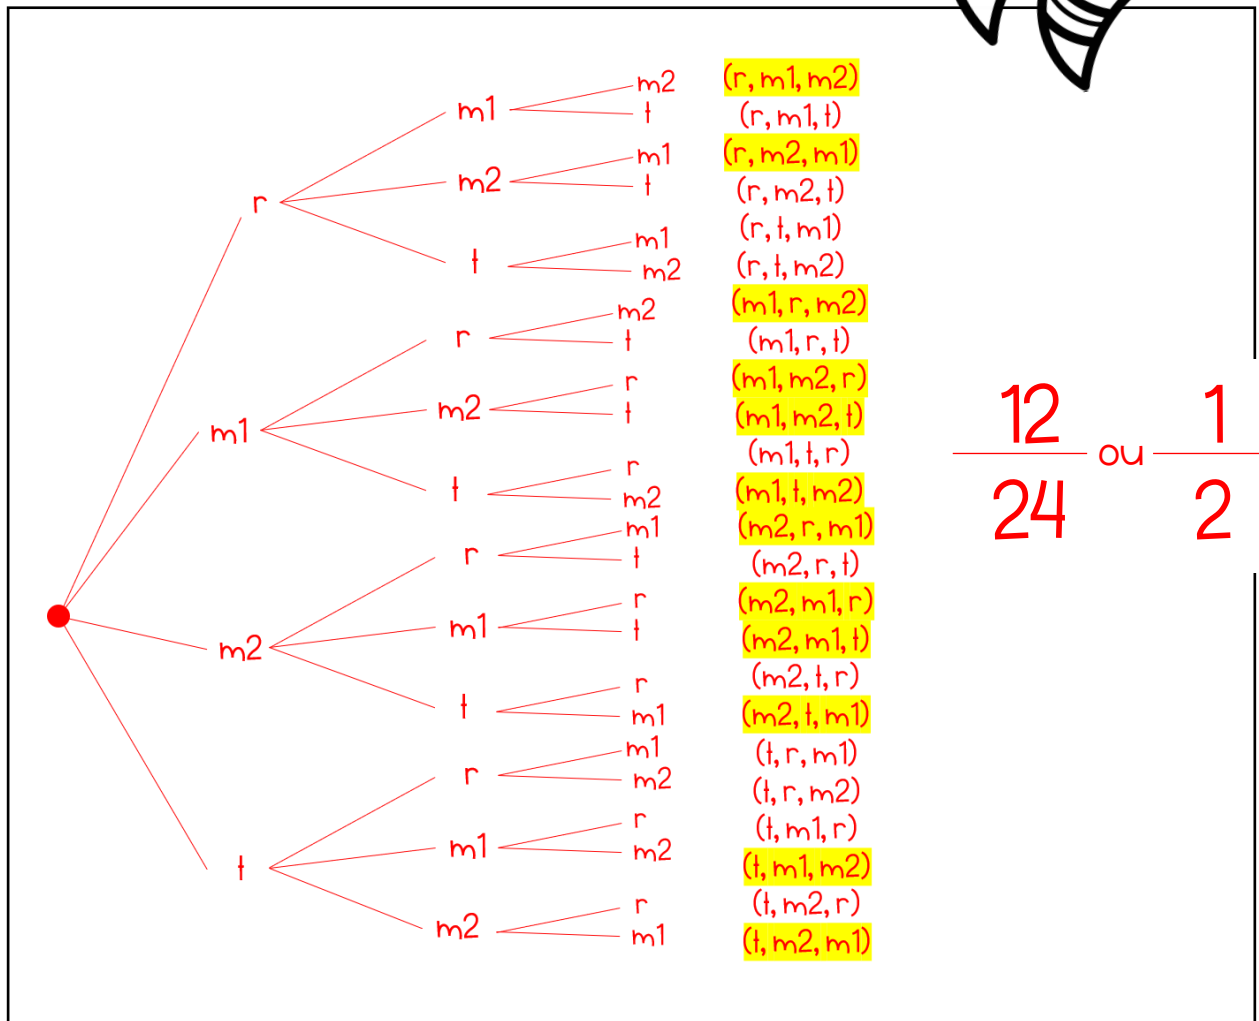 m2 (r, m1, m2)
m1
t (r, m1, t)
m1 (r, m2, m1)
m2
t (r, m2, t)
r
(r, t, m1)
m1
t
m2 (r, t, m2)
m2 (m1, r, m2)
r
t (m1, r, t)
r (m1, m2, r)
m2
t (m1, m2, t)
m1
(m1, t, r)
r
t
m2 (m1, t, m2)
m1 (m2, r, m1)
r
t (m2, r, t)
r (m2, m1, r)
m1
t (m2, m1, t)
m2
(m2, t, r)
r
t
m1 (m2, t, m1)
m1 (t, r, m1)
r
m2 (t, r, m2)
r (t, m1, r)
m1
m2 (t, m1, m2)
t
r (t, m2, r)
m2
m1 (t, m2, m1)
12 1
ou
24 2